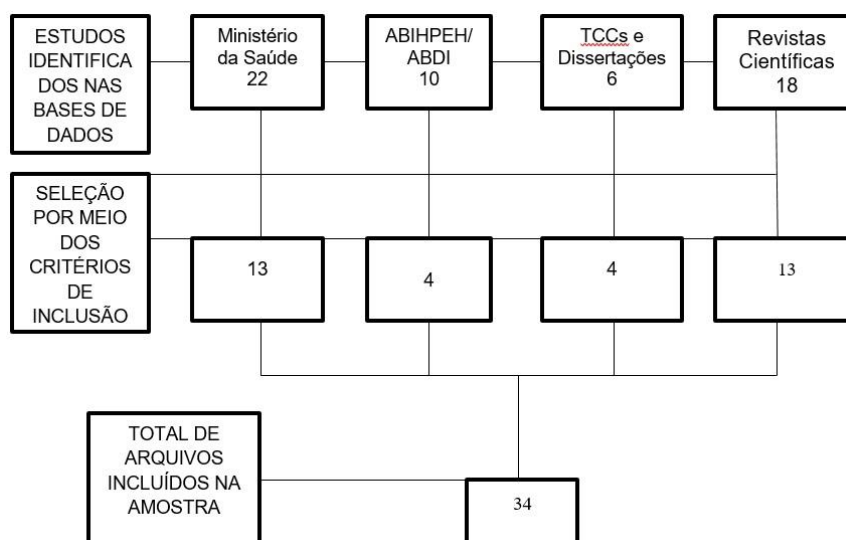 ESTUDOS
IDENTIFICA
DOS NAS
BASES DE
DADOS
Ministério
da Saúde
22
ABIHPEH/
ABDI
10
TCCs e
Dissertações
6
Revistas
Científicas
18
SELEÇÃO
POR MEIO
DOS
CRITÉRIOS
DE
INCLUSÃO
13
4
4
13
TOTAL DE
ARQUIVOS
INCLUÍDOS NA
AMOSTRA
34